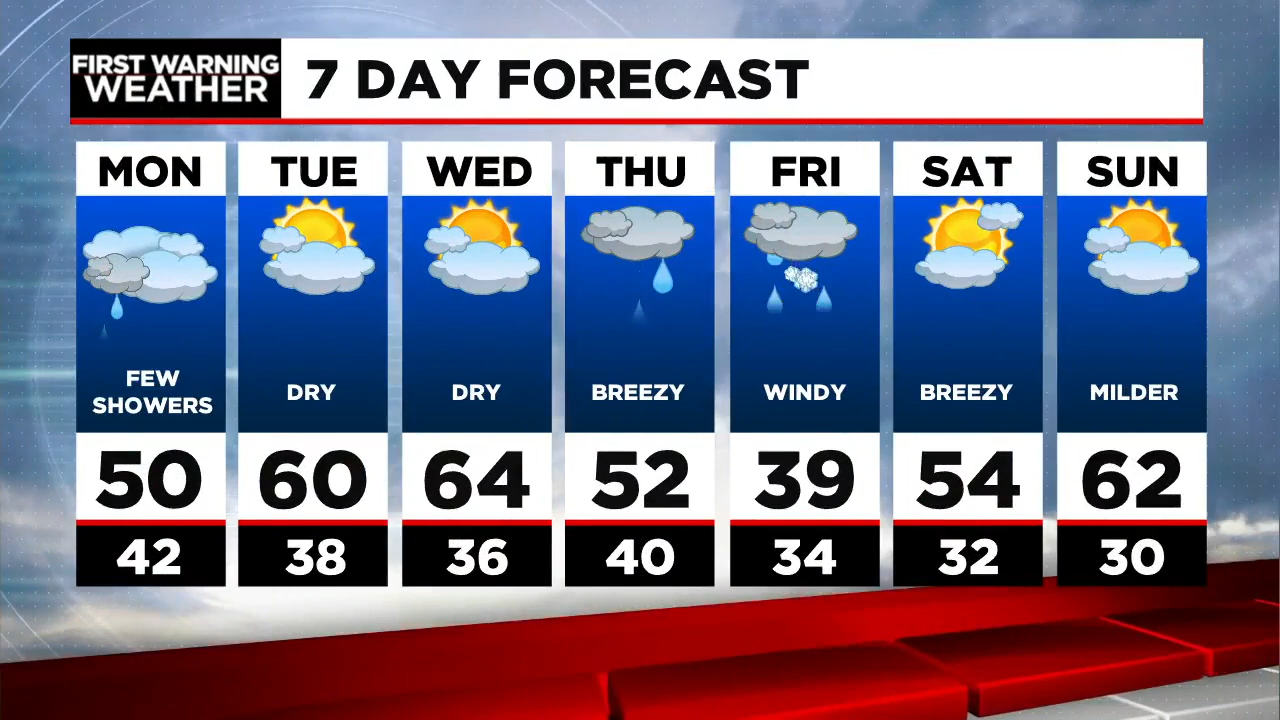 FIRST WARNING
WEATHER
7 DAY FORECAST
MON TUE WED THU FRI SAT SUN
FEW
SHOWERS DRY DRY BREEZY WINDY BREEZY MILDER
50 60 64 52 39 54 62
42 38 36 40 34 32 30